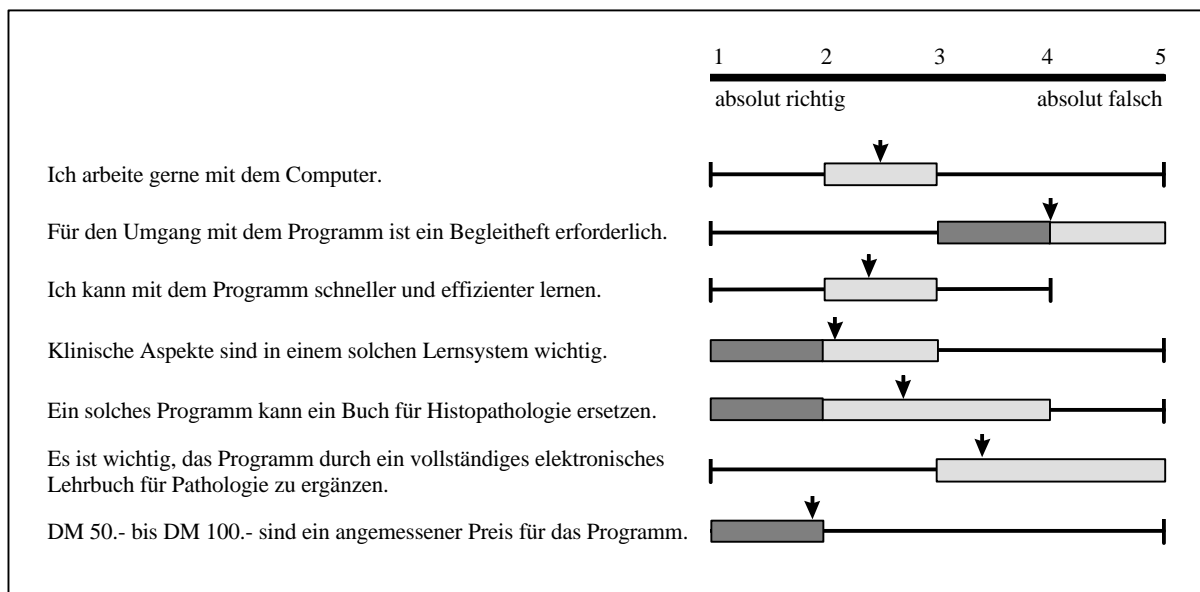 1 2 3 4 5
absolut richtig absolut falsch
Ich arbeite gerne mit dem Computer.
Für den Umgang mit dem Programm ist ein Begleitheft erforderlich.
Ich kann mit dem Programm schneller und effizienter lernen.
Klinische Aspekte sind in einem solchen Lernsystem wichtig.
Ein solches Programm kann ein Buch für Histopathologie ersetzen.
Es ist wichtig, das Programm durch ein vollständiges elektronisches
Lehrbuch für Pathologie zu ergänzen.
DM 50.- bis DM 100.- sind ein angemessener Preis für das Programm.